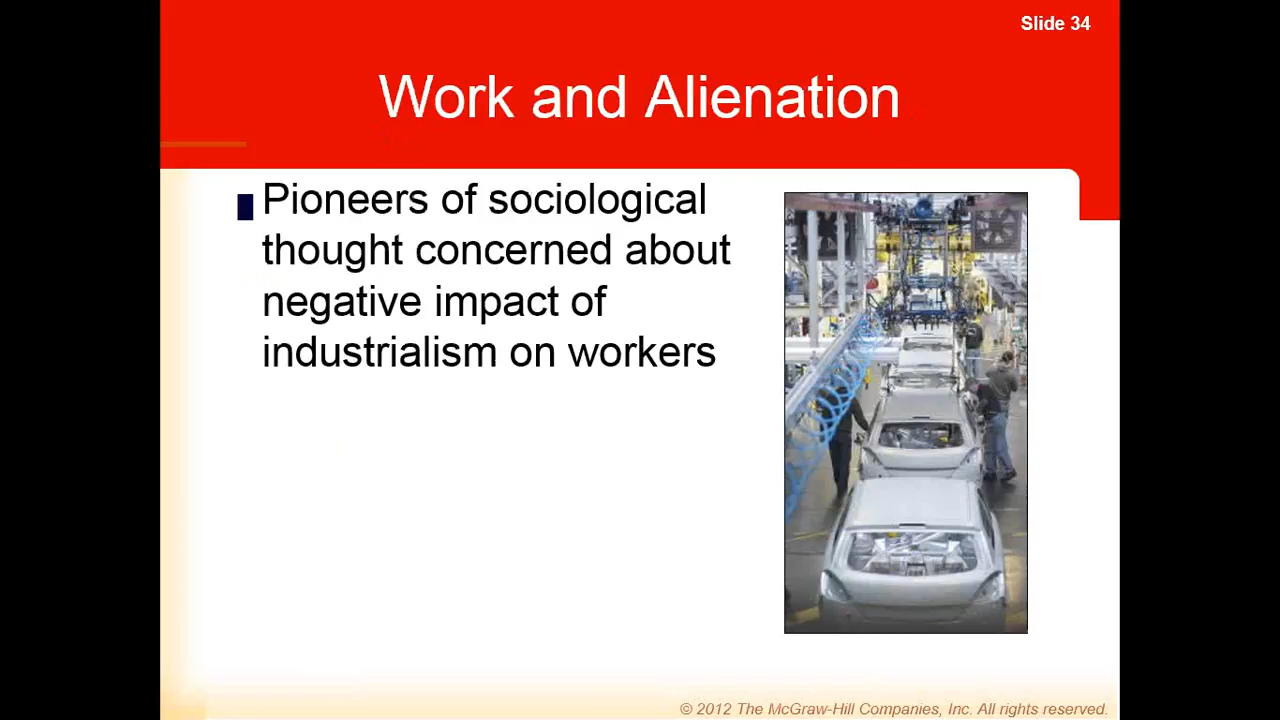 Slide 34
Work and Alienation
Pioneers of sociological
thought concerned about
negative impact of
industrialism on workers
© 2012 The McGraw-Hill Companies, Inc. All rights reserved.